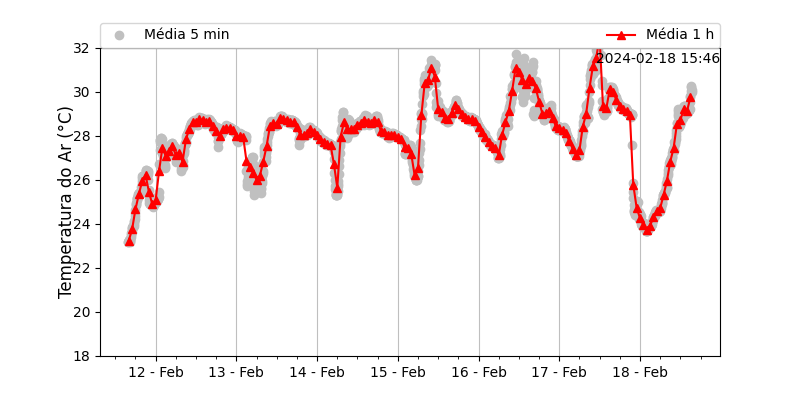 Média 5 min
Média 1 h
2024-02-18 15:46
Temperatura do Ar (°C)
32
30
28
26
24
22
20
18
12 - Feb
13 - Feb
14 - Feb
15 - Feb
16 - Feb
17 - Feb
18 - Feb